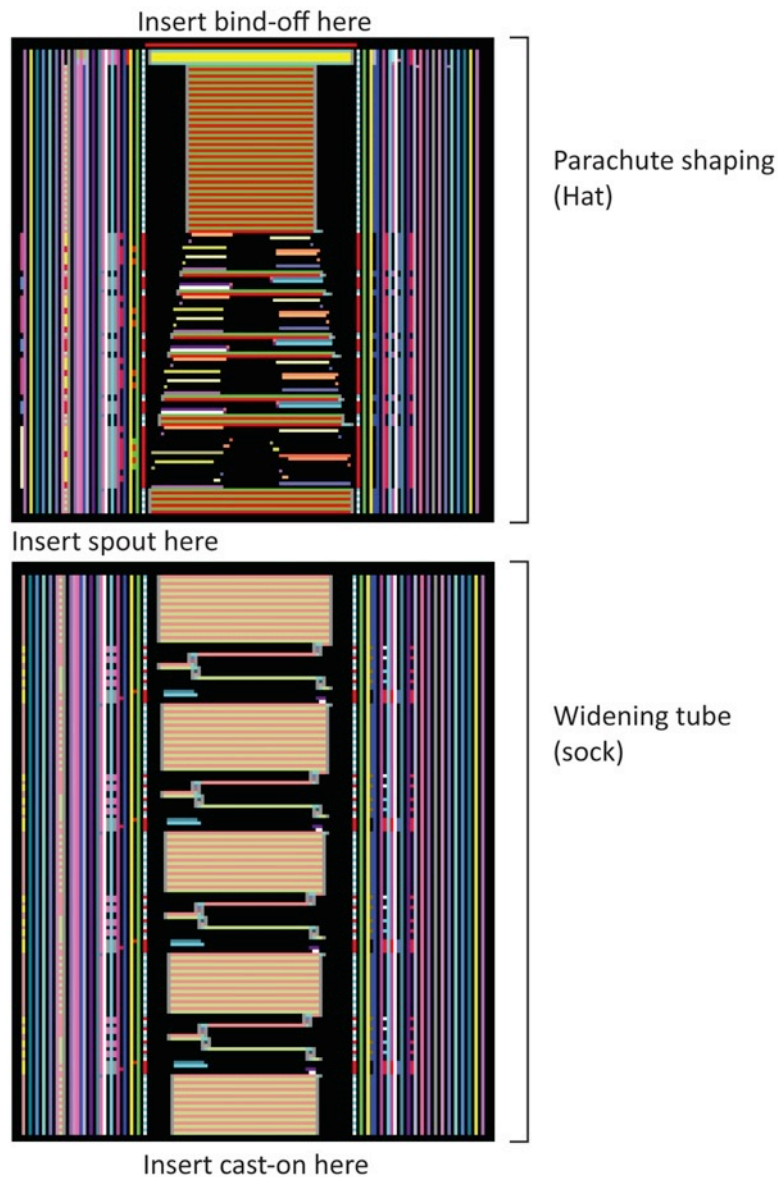 Insert bind-off here
Parachute shaping
(Hat)
Insert spout here
Widening tube
(sock)
Insert cast-on here